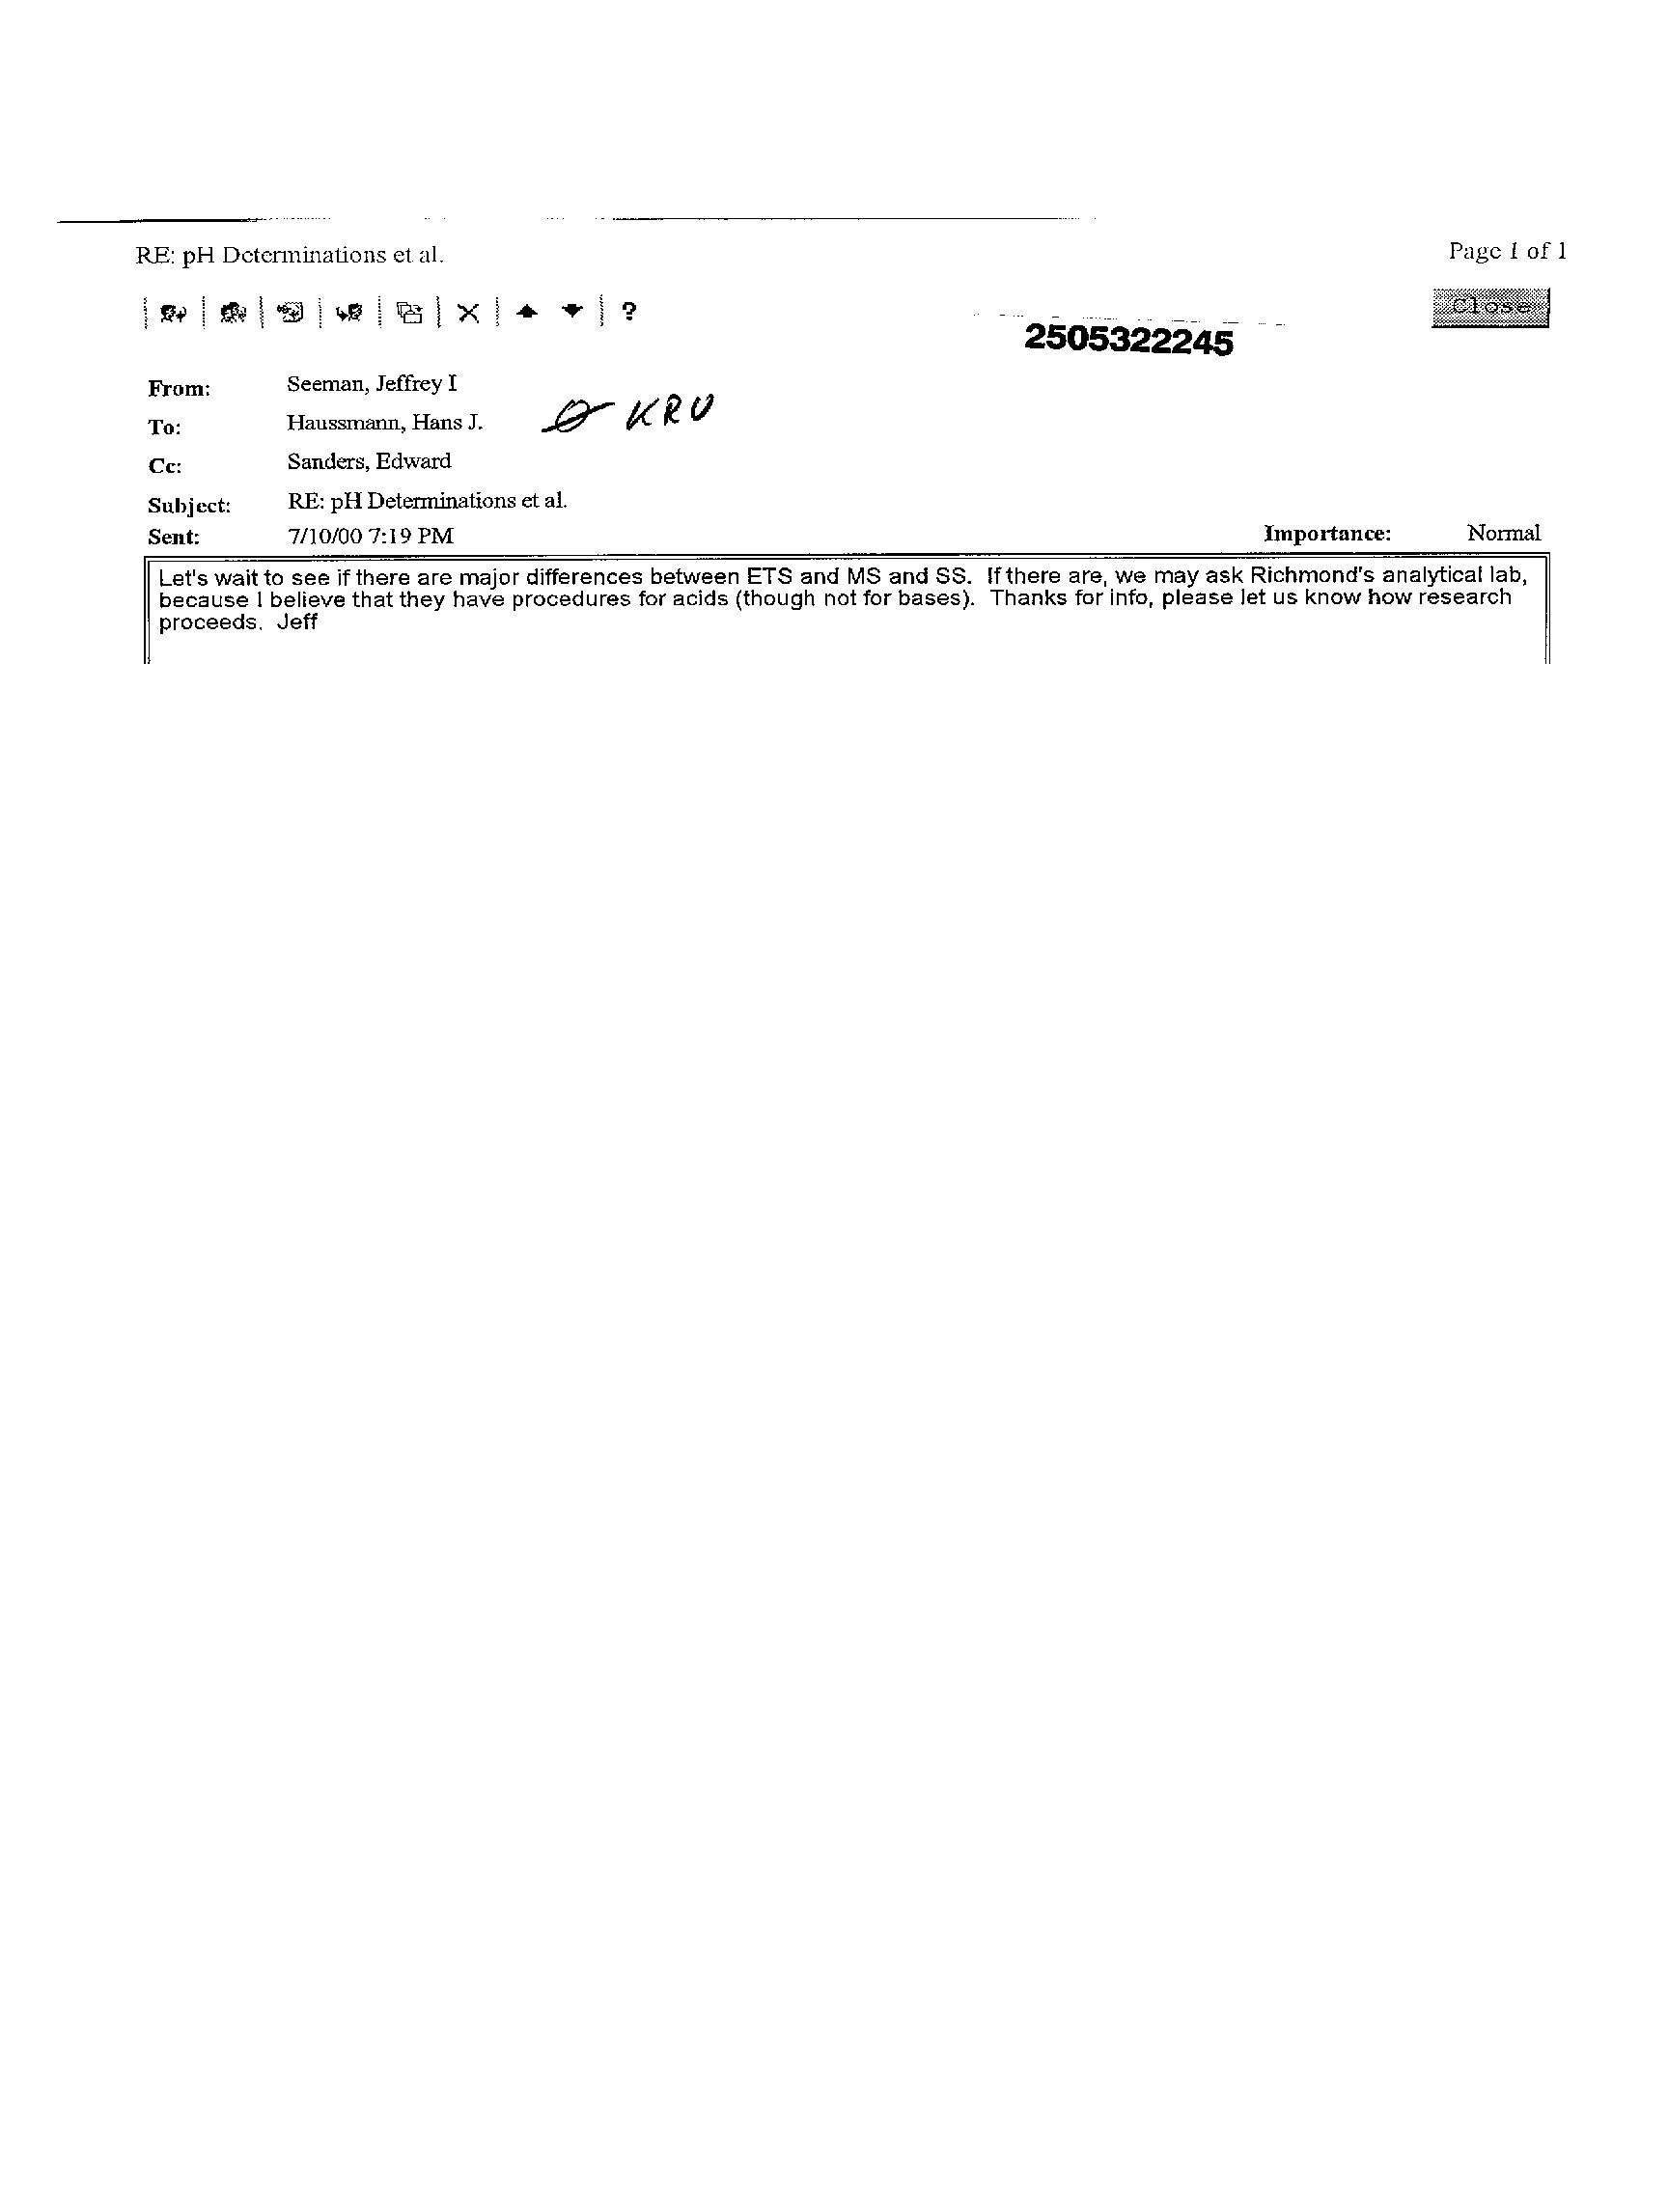 RE: pH Determinations et al. Page 1 of 1
? Close
2505322245
From: Seeman, Jeffrey I
To: Haussmann, Hans J. KRU
Cc: Sanders, Edward
Subject: RE: pH Determinations et al.
Sent: 7/10/00 7:19 PM Importance: Normal
Let's wait to see if there are major differences between ETS and MS and SS. If there are, we may ask Richmond's analytical lab,
because I believe that they have procedures for acids (though not for bases). Thanks for info, please let us know how research
proceeds. Jeff